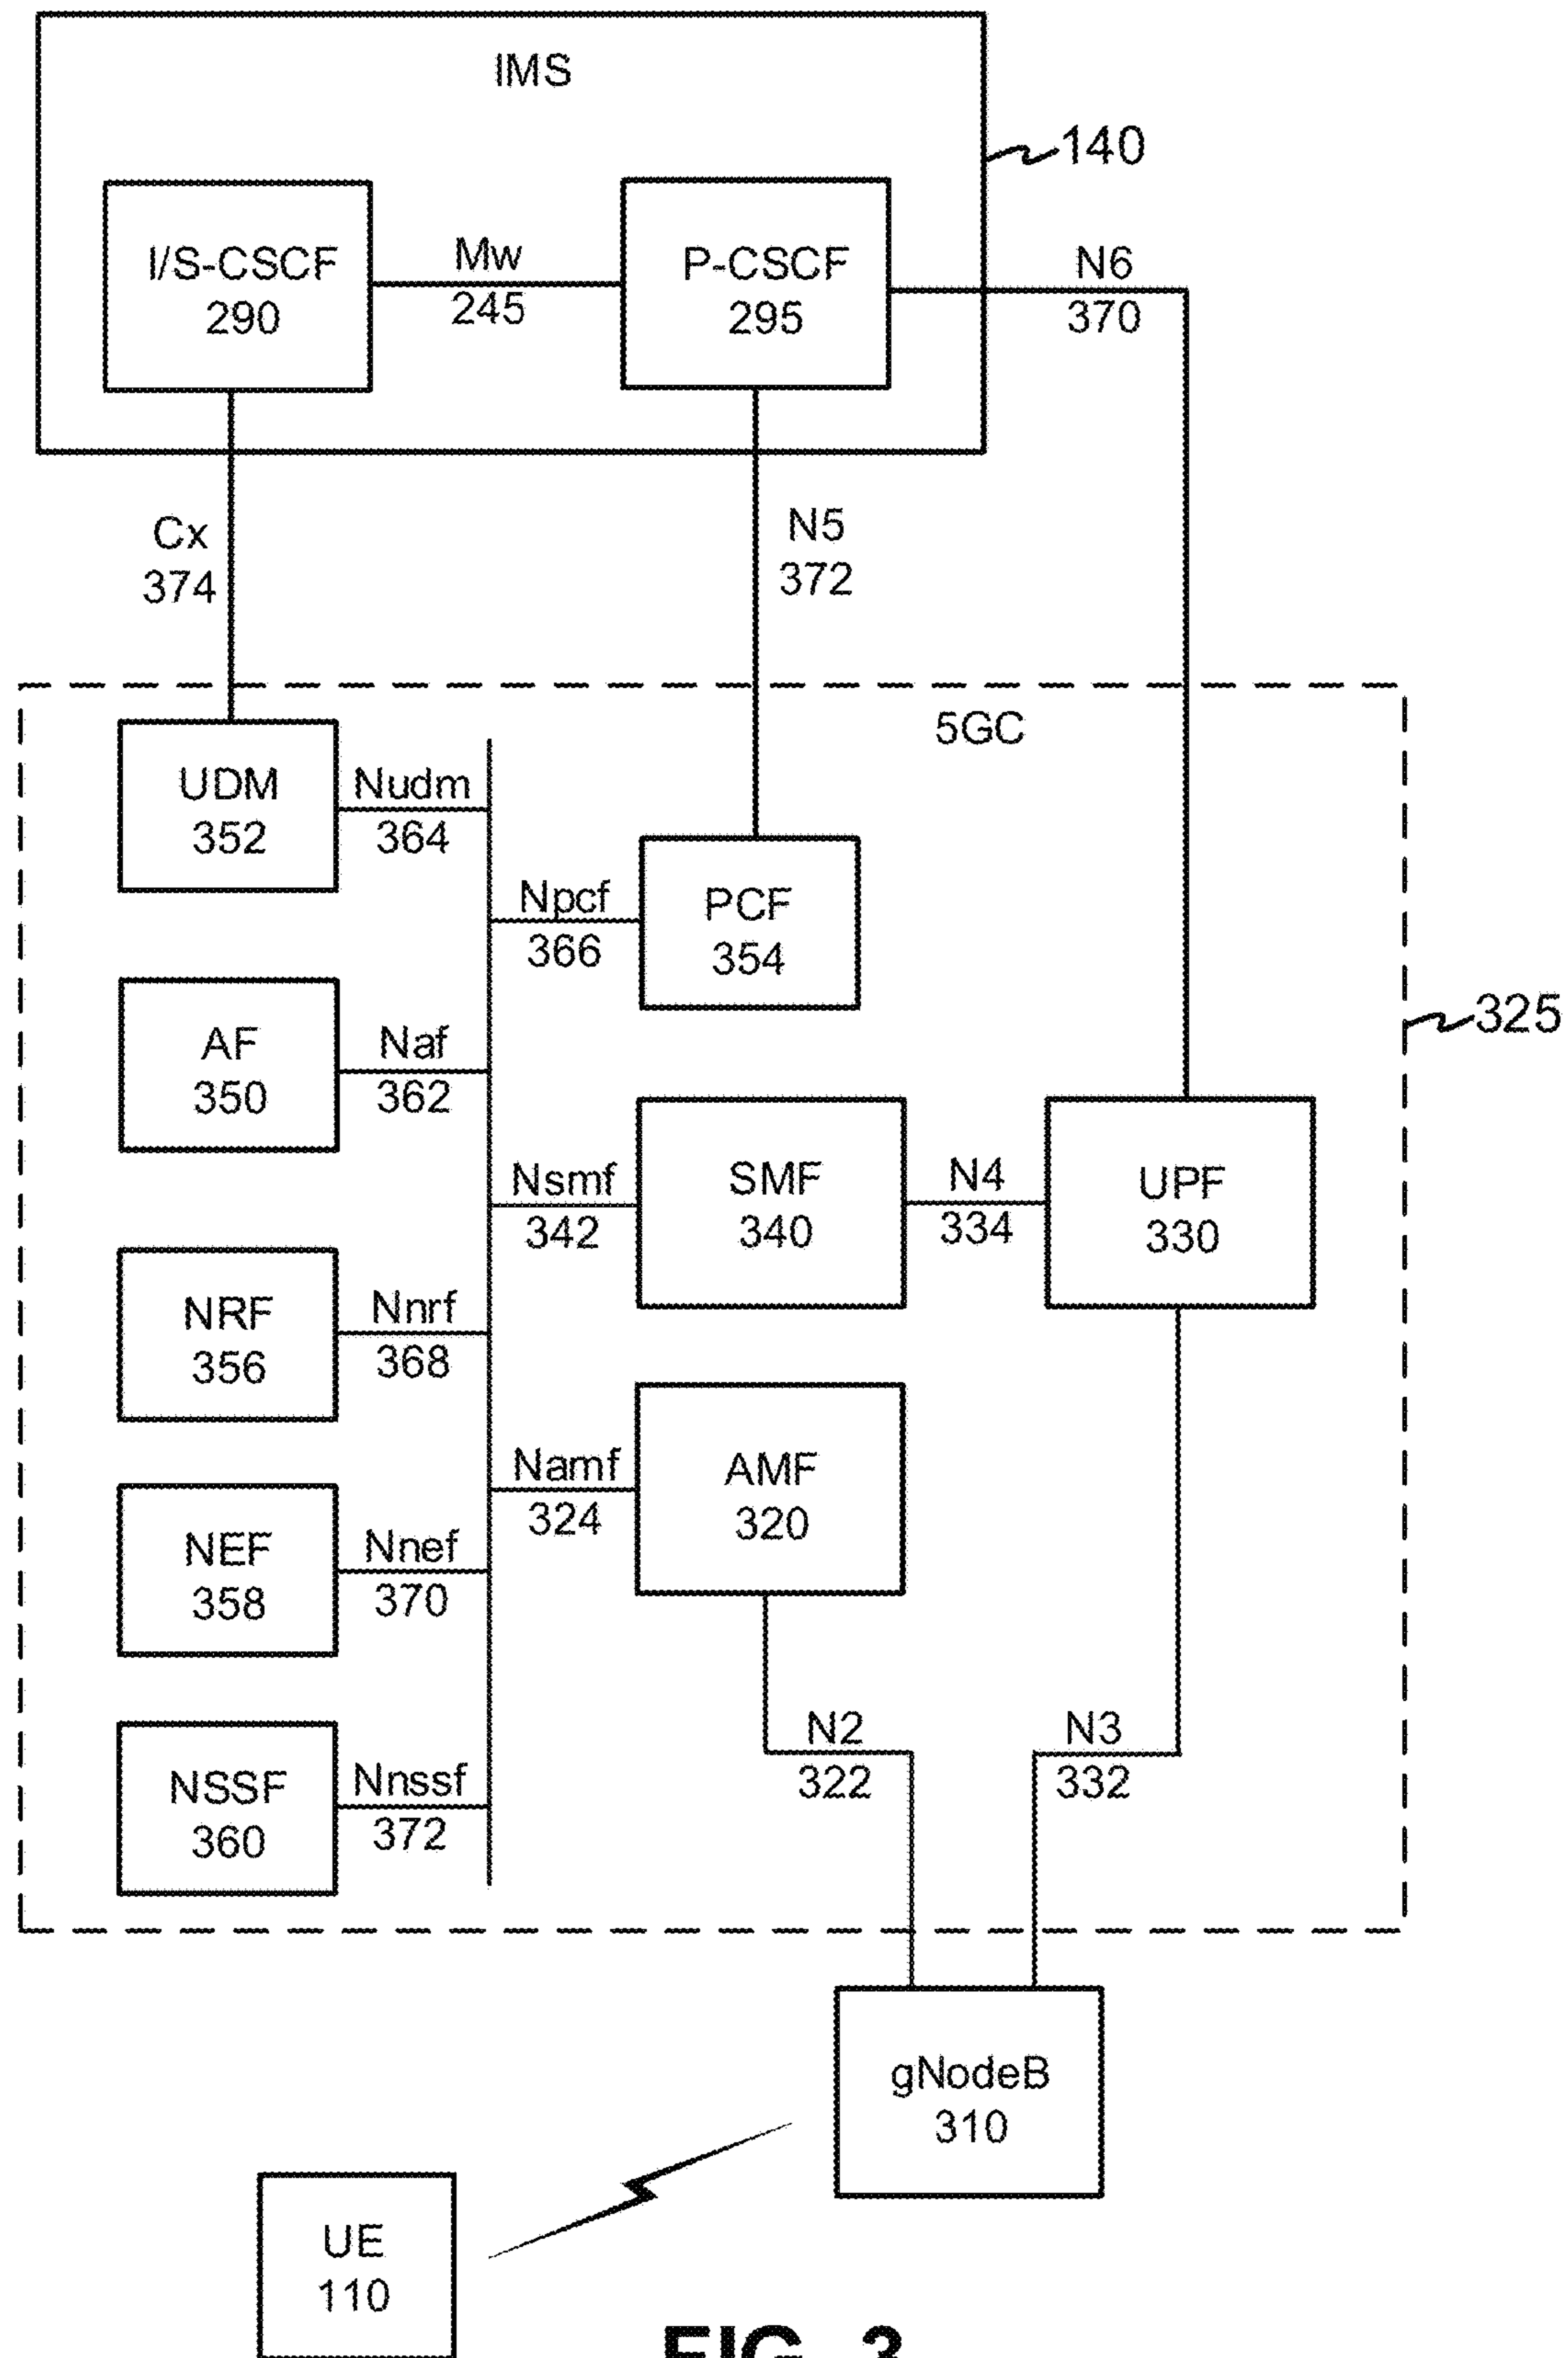 IMS
140
I/S-CSCF
290
Mw
245
P-CSCF
295
N6
370
Cx
374
N5
372
5GC
UDM
352
Nudm
364
Npcf
366
PCF
354
325
AF
350
Naf
362
Nsmf
342
SMF
340
N4
334
UPF
330
NRF
356
Nnrf
368
Namf
324
AMF
320
NEF
358
Nnef
370
N2
322
N3
332
NSSF
360
Nnssf
372
gNodeB
310
UE
110
FIG. 3